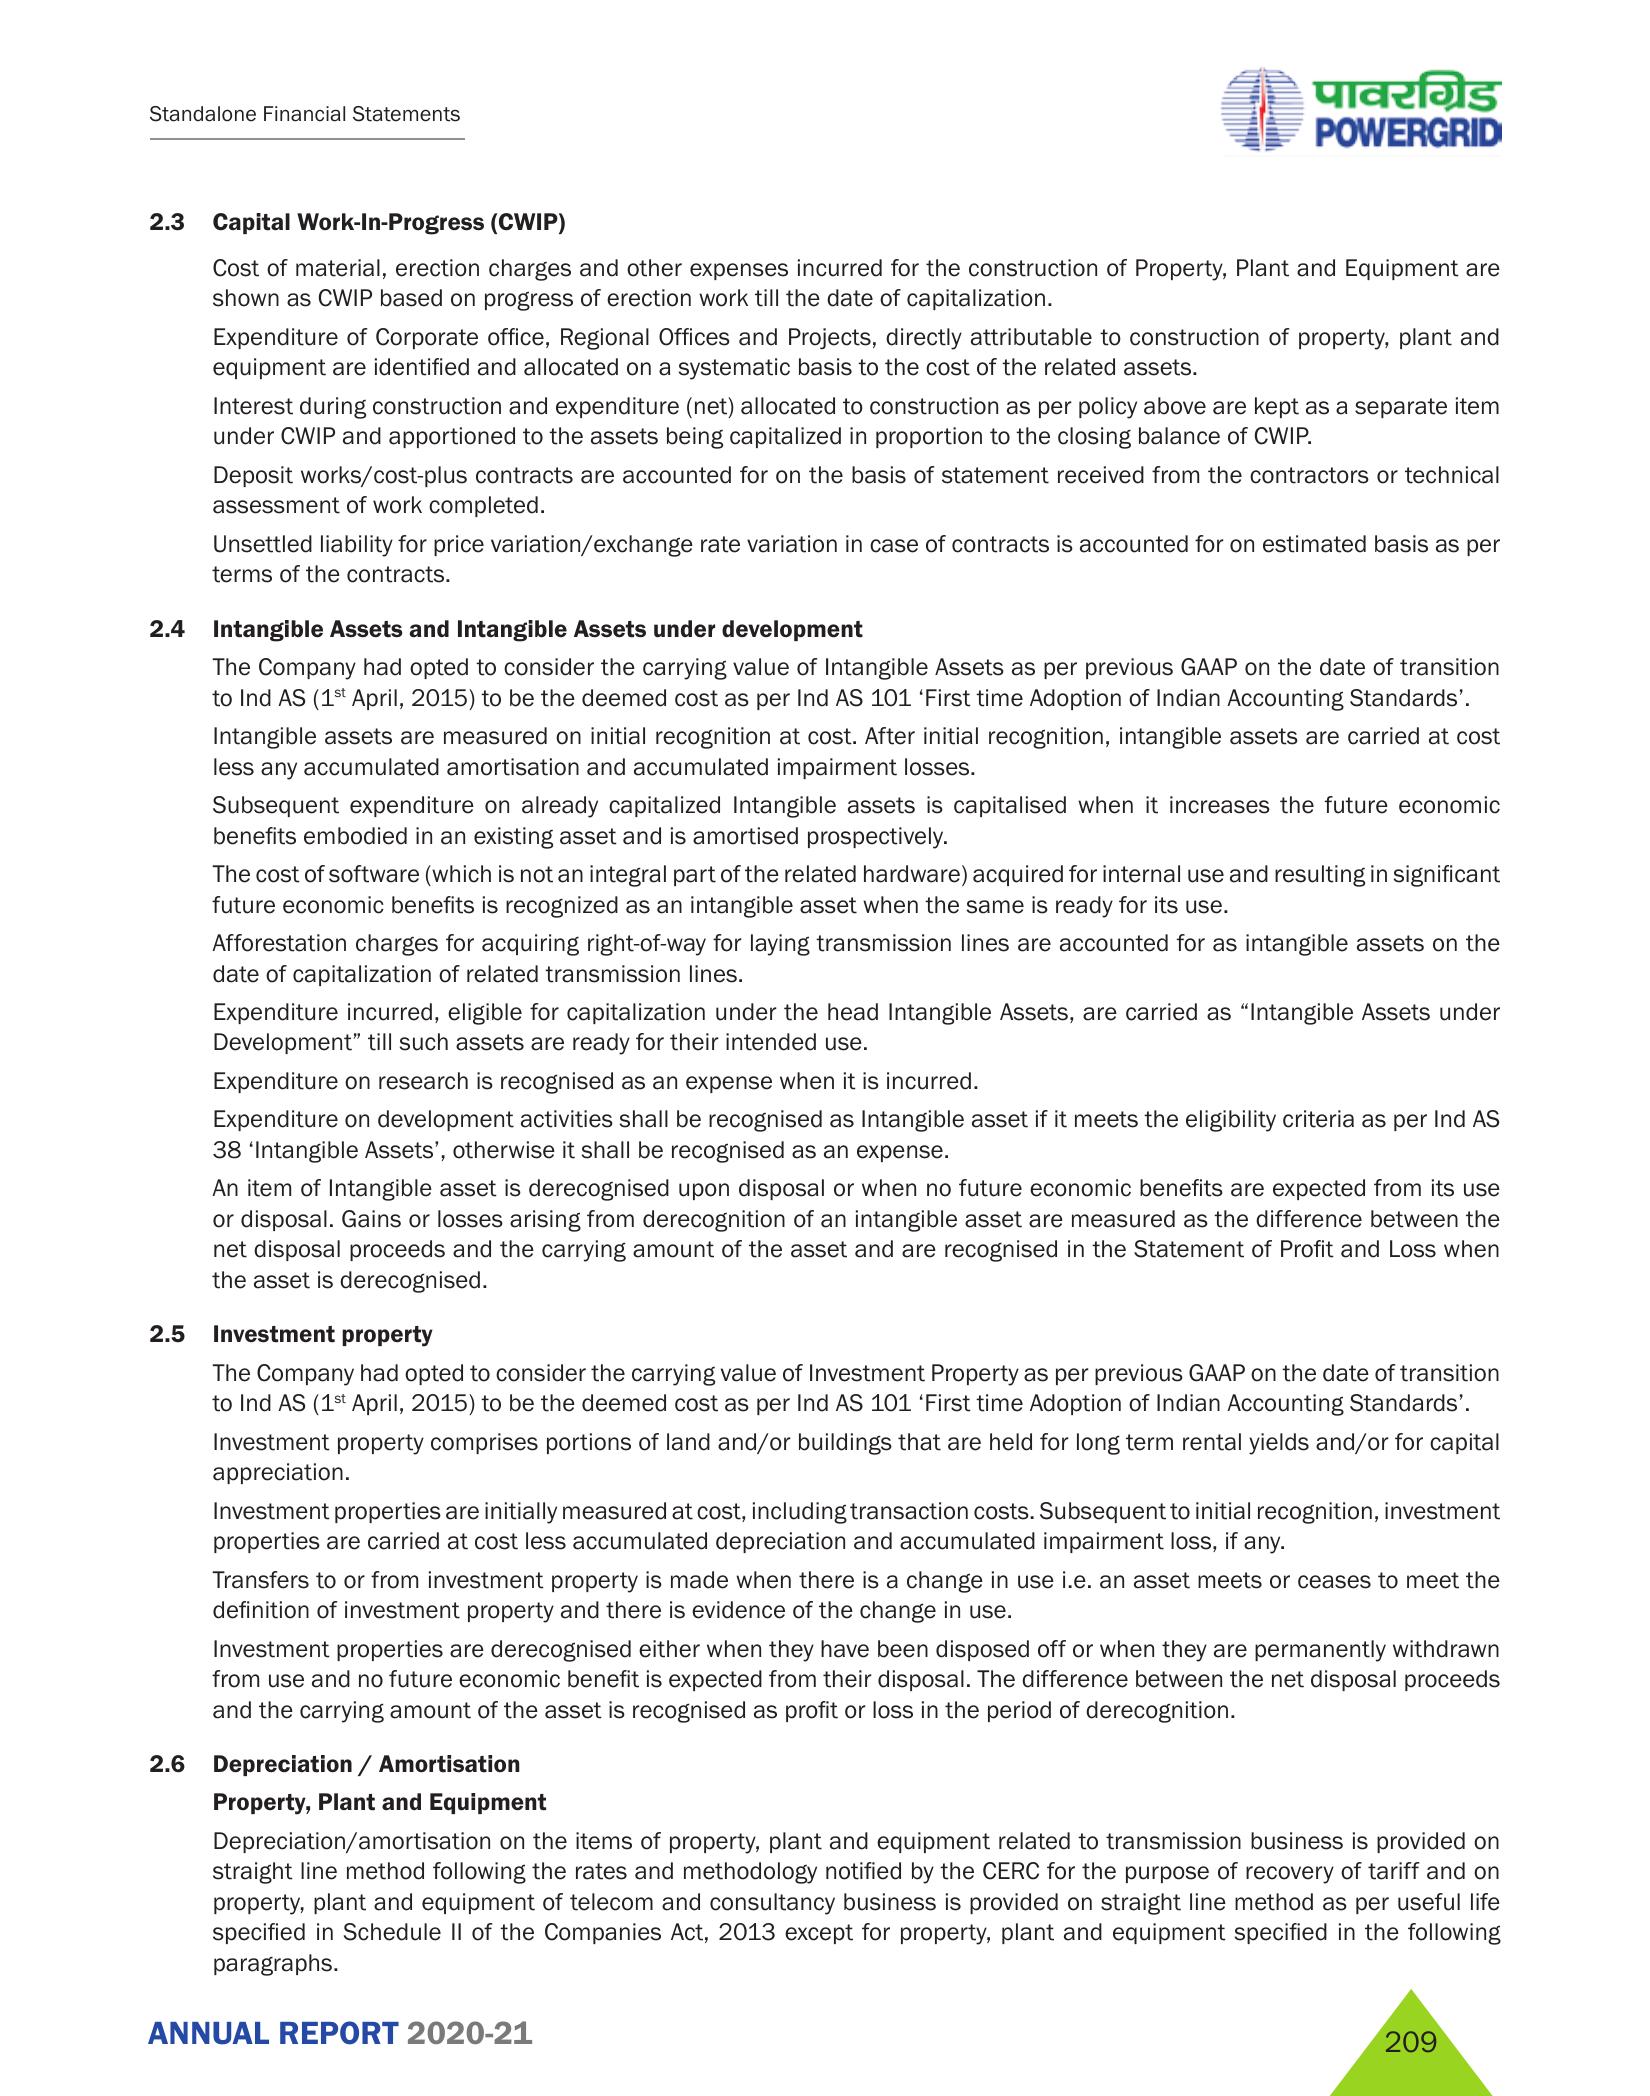 Standalone Financial Statements
पावरग्रिड
POWERGRID
2.3 Capital Work-In-Progress (CWIP)
Cost of material, erection charges and other expenses incurred for the construction of Property, Plant and Equipment are
shown as CWIP based on progress of erection work till the date of capitalization.
Expenditure of Corporate office, Regional Offices and Projects, directly attributable to construction of property, plant and
equipment are identified and allocated on a systematic basis to the cost of the related assets.
Interest during construction and expenditure (net) allocated to construction as per policy above are kept as a separate item
under CWIP and apportioned to the assets being capitalized in proportion to the closing balance of CWIP.
Deposit works/cost-plus contracts are accounted for on the basis of statement received from the contractors or technical
assessment of work completed.
Unsettled liability for price variation/exchange rate variation in case of contracts is accounted for on estimated basis as per
terms of the contracts.
2.4 Intangible Assets and Intangible Assets under development
The Company had opted to consider the carrying value of Intangible Assets as per previous GAAP on the date of transition
to Ind AS (1st April, 2015) to be the deemed cost as per Ind AS 101 ‘First time Adoption of Indian Accounting Standards’.
Intangible assets are measured on initial recognition at cost. After initial recognition, intangible assets are carried at cost
less any accumulated amortisation and accumulated impairment losses.
Subsequent expenditure on already capitalized Intangible assets is capitalised when it increases the future economic
benefits embodied in an existing asset and is amortised prospectively.
The cost of software (which is not an integral part of the related hardware) acquired for internal use and resulting in significant
future economic benefits is recognized as an intangible asset when the same is ready for its use.
Afforestation charges for acquiring right-of-way for laying transmission lines are accounted for as intangible assets on the
date of capitalization of related transmission lines.
Expenditure incurred, eligible for capitalization under the head Intangible Assets, are carried as “Intangible Assets under
Development” till such assets are ready for their intended use.
Expenditure on research is recognised as an expense when it is incurred.
Expenditure on development activities shall be recognised as Intangible asset if it meets the eligibility criteria as per Ind AS
38 ‘Intangible Assets’, otherwise it shall be recognised as an expense.
An item of Intangible asset is derecognised upon disposal or when no future economic benefits are expected from its use
or disposal. Gains or losses arising from derecognition of an intangible asset are measured as the difference between the
net disposal proceeds and the carrying amount of the asset and are recognised in the Statement of Profit and Loss when
the asset is derecognised.
2.5 Investment property
The Company had opted to consider the carrying value of Investment Property as per previous GAAP on the date of transition
to Ind AS (1st April, 2015) to be the deemed cost as per Ind AS 101 ‘First time Adoption of Indian Accounting Standards’.
Investment property comprises portions of land and/or buildings that are held for long term rental yields and/or for capital
appreciation.
Investment properties are initially measured at cost, including transaction costs. Subsequent to initial recognition, investment
properties are carried at cost less accumulated depreciation and accumulated impairment loss, if any.
Transfers to or from investment property is made when there is a change in use i.e. an asset meets or ceases to meet the
definition of investment property and there is evidence of the change in use.
Investment properties are derecognised either when they have been disposed off or when they are permanently withdrawn
from use and no future economic benefit is expected from their disposal. The difference between the net disposal proceeds
and the carrying amount of the asset is recognised as profit or loss in the period of derecognition.
2.6 Depreciation / Amortisation
Property, Plant and Equipment
Depreciation/amortisation on the items of property, plant and equipment related to transmission business is provided on
straight line method following the rates and methodology notified by the CERC for the purpose of recovery of tariff and on
property, plant and equipment of telecom and consultancy business is provided on straight line method as per useful life
specified in Schedule II of the Companies Act, 2013 except for property, plant and equipment specified in the following
paragraphs.
ANNUAL REPORT 2020-21
209